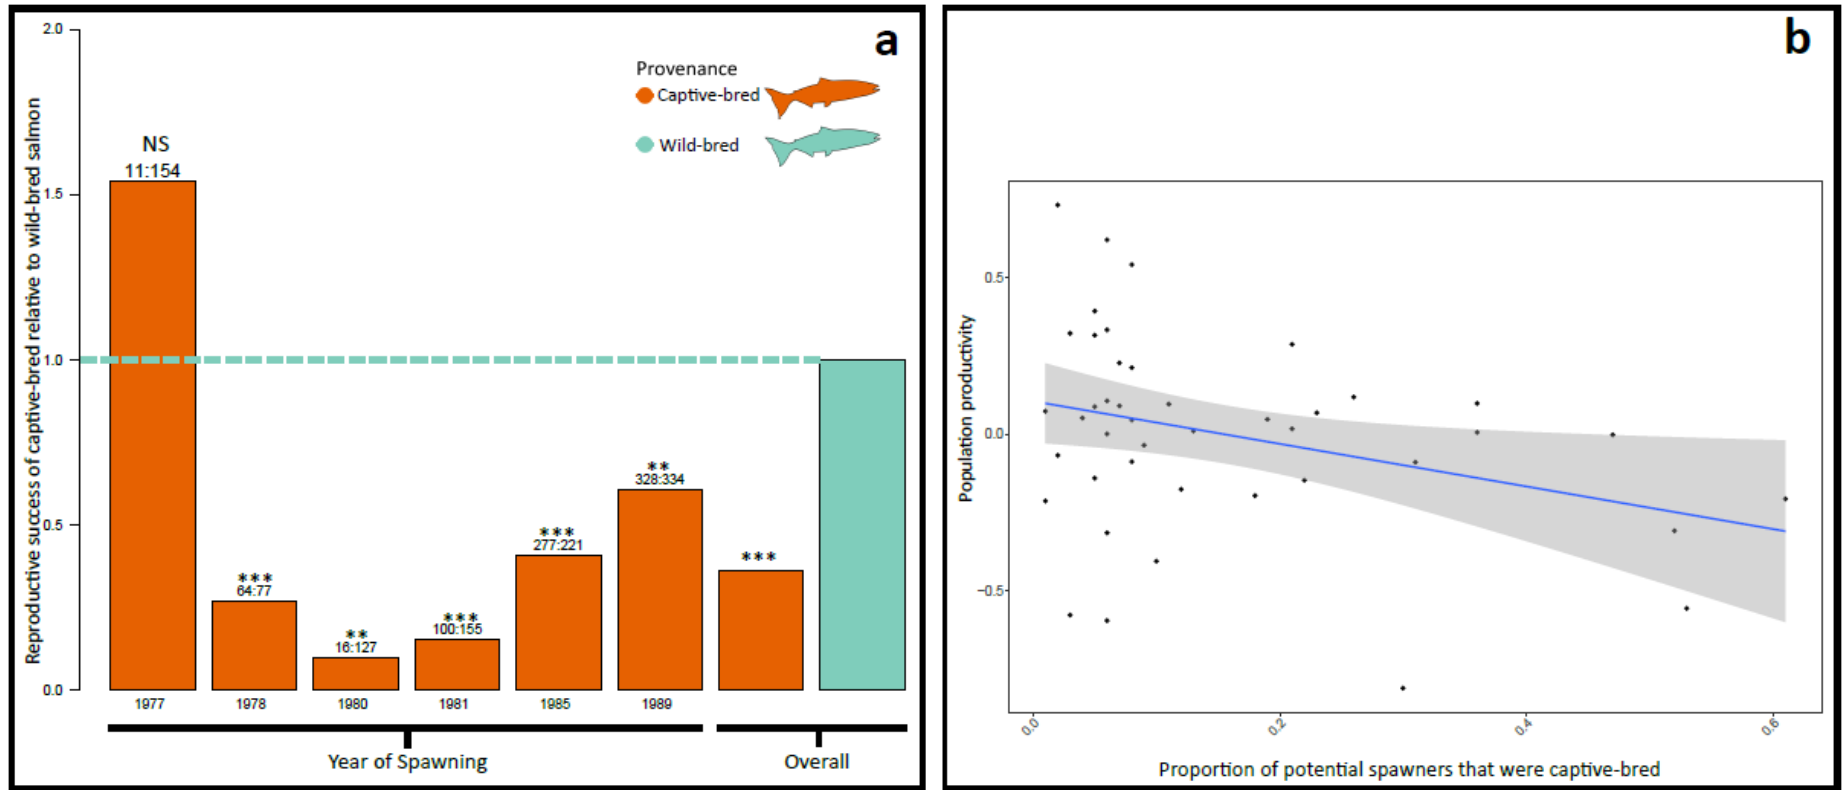 a
2.0
1.5
1.0
0.5
0.0
Reproductive success of captive-bred relative to wild-bred salmon
Provenance
Captive-bred
Wild-bred
NS
11:154
***
64:77
**
16:127
***
100:155
***
277:221
**
328:334
***
1977 1978 1980 1981 1985 1989
Year of Spawning Overall
b
Population productivity
0.5
0.0
−0.5
0.0 0.2 0.4 0.6
Proportion of potential spawners that were captive-bred